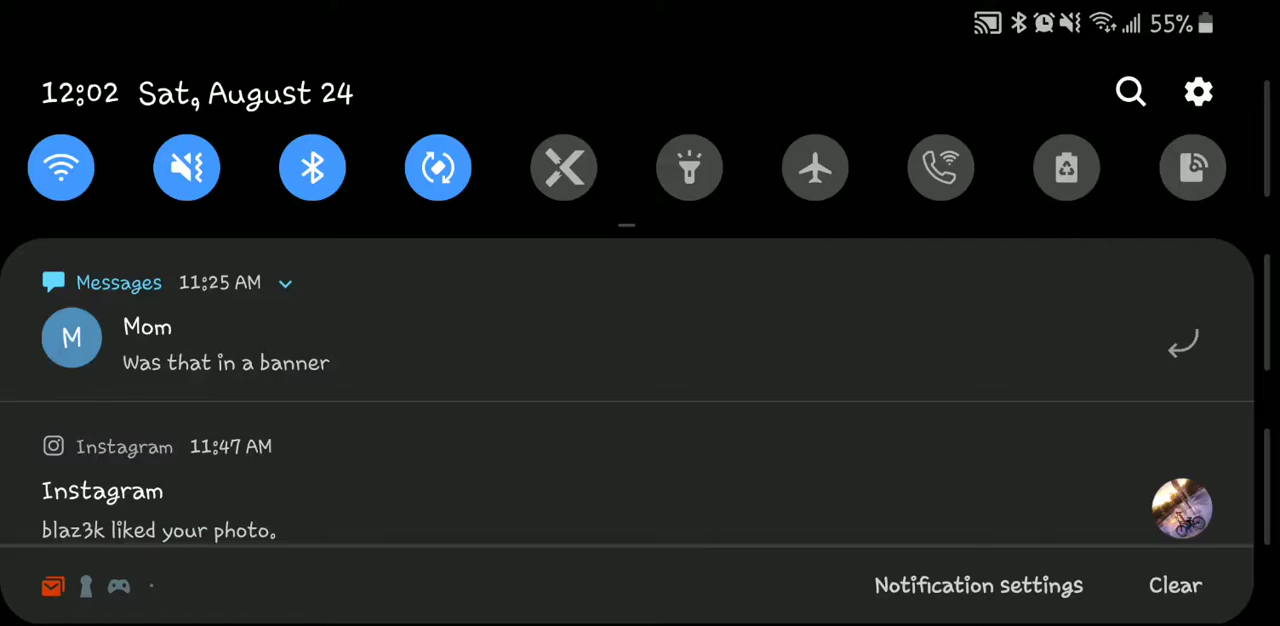 55%
12:02 Sat, August 24
Messages 11:25 AM
M
Mom
Was that in a banner
Instagram 11:47 AM
Instagram
blaz3k liked your photo.
Notification settings Clear